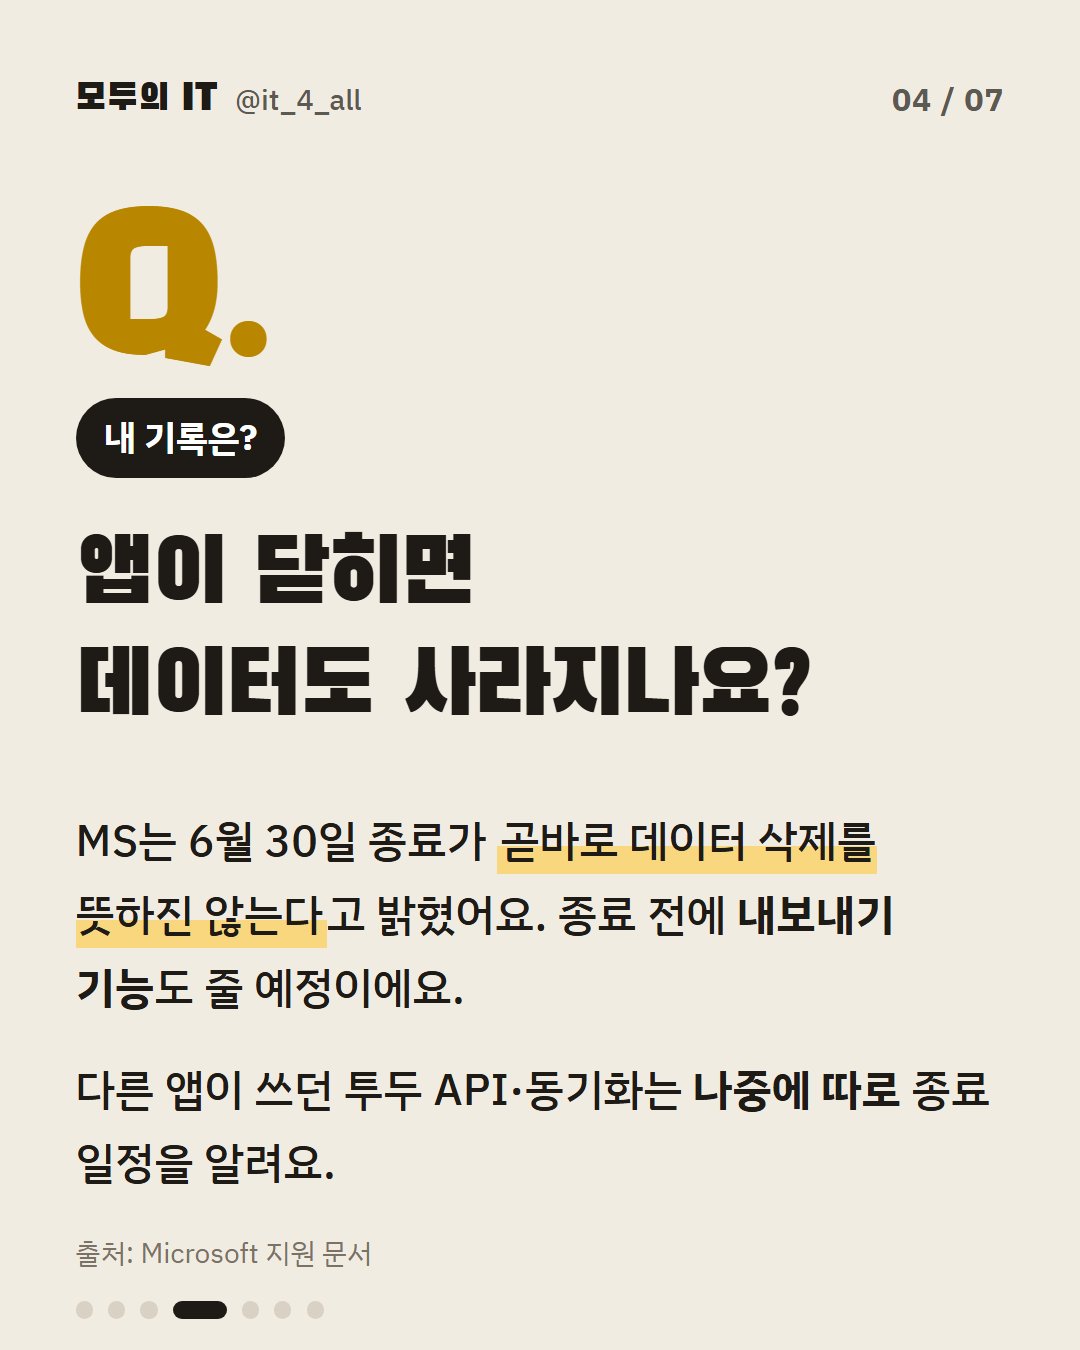 모두의 IT @it_4_all
04 / 07
Q.
내 기록은?
앱이 닫히면
데이터도 사라지나요?
MS는 6월 30일 종료가 곧바로 데이터 삭제를
뜻하진 않는다고 밝혔어요. 종료 전에 내보내기
기능도 줄 예정이에요.
다른 앱이 쓰던 투두 API·동기화는 나중에 따로 종료
일정을 알려요.
출처: Microsoft 지원 문서